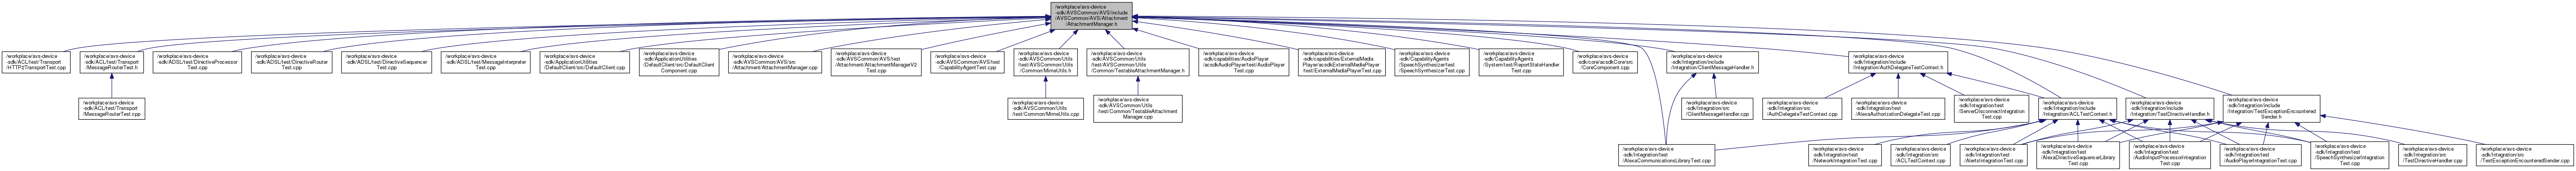 /workplace/avs-device
-sdk/AVSCommon/AVS/include
/AVSCommon/AVS/Attachment
/AttachmentManager.h
/workplace/avs-device
-sdk/ACL/test/Transport
/HTTP2TransportTest.cpp
/workplace/avs-device
-sdk/ACL/test/Transport
/MessageRouterTest.h
/workplace/avs-device
-sdk/ADSL/test/DirectiveProcessor
Test.cpp
/workplace/avs-device
-sdk/ADSL/test/DirectiveRouter
Test.cpp
/workplace/avs-device
-sdk/ADSL/test/DirectiveSequencer
Test.cpp
/workplace/avs-device
-sdk/ADSL/test/MessageInterpreter
Test.cpp
/workplace/avs-device
-sdk/ApplicationUtilities
/DefaultClient/src/DefaultClient.cpp
/workplace/avs-device
-sdk/ApplicationUtilities
/DefaultClient/src/DefaultClient
Component.cpp
/workplace/avs-device
-sdk/AVSCommon/AVS/src
/Attachment/AttachmentManager.cpp
/workplace/avs-device
-sdk/AVSCommon/AVS/test
/Attachment/AttachmentManagerV2
Test.cpp
/workplace/avs-device
-sdk/AVSCommon/AVS/test
/CapabilityAgentTest.cpp
/workplace/avs-device
-sdk/AVSCommon/Utils
/test/AVSCommon/Utils
/Common/MimeUtils.h
/workplace/avs-device
-sdk/AVSCommon/Utils
/test/AVSCommon/Utils
/Common/TestableAttachmentManager.h
/workplace/avs-device
-sdk/capabilities/AudioPlayer
/acsdkAudioPlayer/test/AudioPlayer
Test.cpp
/workplace/avs-device
-sdk/capabilities/ExternalMedia
Player/acsdkExternalMediaPlayer
/test/ExternalMediaPlayerTest.cpp
/workplace/avs-device
-sdk/CapabilityAgents
/SpeechSynthesizer/test
/SpeechSynthesizerTest.cpp
/workplace/avs-device
-sdk/CapabilityAgents
/System/test/ReportStateHandler
Test.cpp
/workplace/avs-device
-sdk/core/acsdkCore/src
/CoreComponent.cpp
/workplace/avs-device
-sdk/Integration/include
/Integration/ClientMessageHandler.h
/workplace/avs-device
-sdk/Integration/include
/Integration/AuthDelegateTestContext.h
/workplace/avs-device
-sdk/ACL/test/Transport
/MessageRouterTest.cpp
/workplace/avs-device
-sdk/AVSCommon/Utils
/test/Common/MimeUtils.cpp
/workplace/avs-device
-sdk/AVSCommon/Utils
/test/Common/TestableAttachment
Manager.cpp
/workplace/avs-device
-sdk/Integration/src
/ClientMessageHandler.cpp
/workplace/avs-device
-sdk/Integration/src
/AuthDelegateTestContext.cpp
/workplace/avs-device
-sdk/Integration/test
/AlexaAuthorizationDelegateTest.cpp
/workplace/avs-device
-sdk/Integration/test
/ServerDisconnectIntegration
Test.cpp
/workplace/avs-device
-sdk/Integration/include
/Integration/ACLTestContext.h
/workplace/avs-device
-sdk/Integration/include
/Integration/TestDirectiveHandler.h
/workplace/avs-device
-sdk/Integration/include
/Integration/TestExceptionEncountered
Sender.h
/workplace/avs-device
-sdk/Integration/test
/AlexaCommunicationsLibraryTest.cpp
/workplace/avs-device
-sdk/Integration/test
/NetworkIntegrationTest.cpp
/workplace/avs-device
-sdk/Integration/src
/ACLTestContext.cpp
/workplace/avs-device
-sdk/Integration/test
/AlertsIntegrationTest.cpp
/workplace/avs-device
-sdk/Integration/test
/AlexaDirectiveSequencerLibrary
Test.cpp
/workplace/avs-device
-sdk/Integration/test
/AudioInputProcessorIntegration
Test.cpp
/workplace/avs-device
-sdk/Integration/test
/AudioPlayerIntegrationTest.cpp
/workplace/avs-device
-sdk/Integration/test
/SpeechSynthesizerIntegration
Test.cpp
/workplace/avs-device
-sdk/Integration/src
/TestDirectiveHandler.cpp
/workplace/avs-device
-sdk/Integration/src
/TestExceptionEncounteredSender.cpp